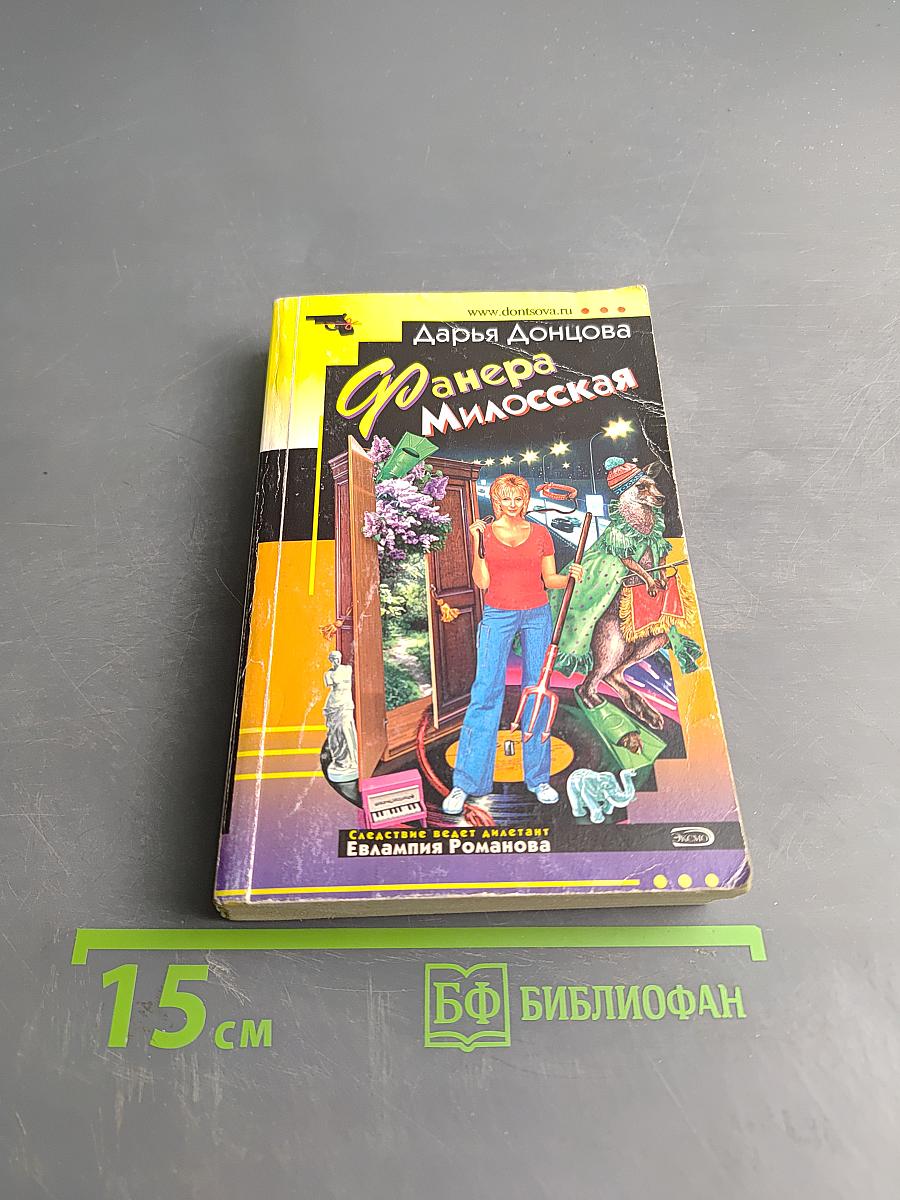 www.dontsova.ru
Дарья Донцова
Фанера
Милосская
Следствие ведет дилетант
Евлампия Романова
ЭКСМО
15 см
БФ БИБЛИОФАН